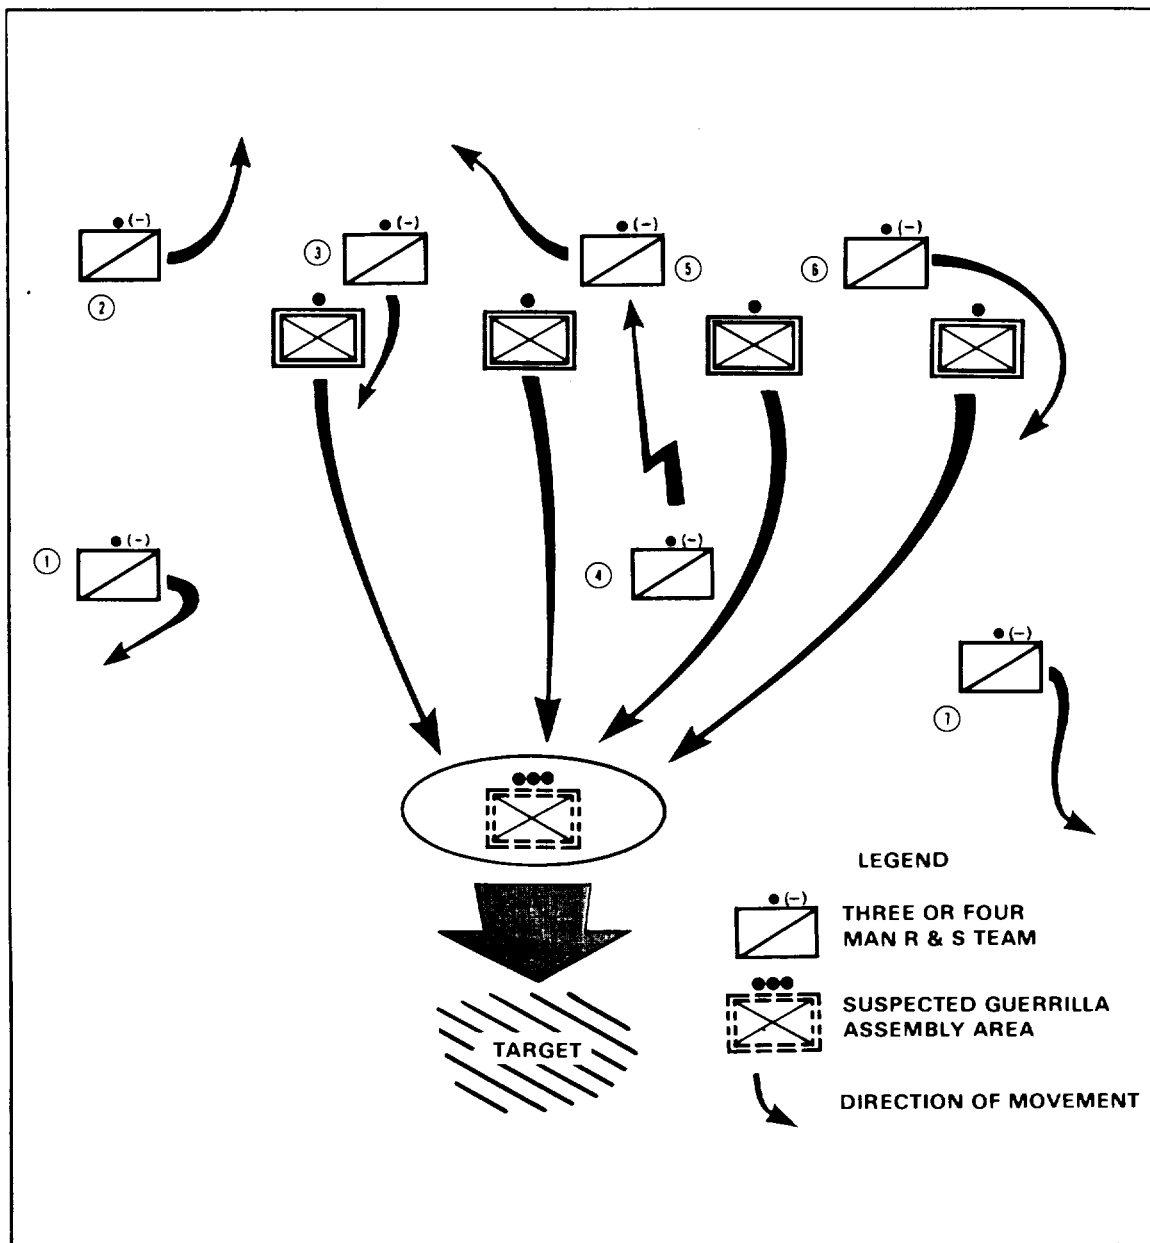 (-)
(-)
(-)
(-)
2
3
5
6
(-)
(-)
1
4
(-)
7
TARGET
LEGEND
(-)
THREE OR FOUR
MAN R & S TEAM
SUSPECTED GUERRILLA
ASSEMBLY AREA
DIRECTION OF MOVEMENT